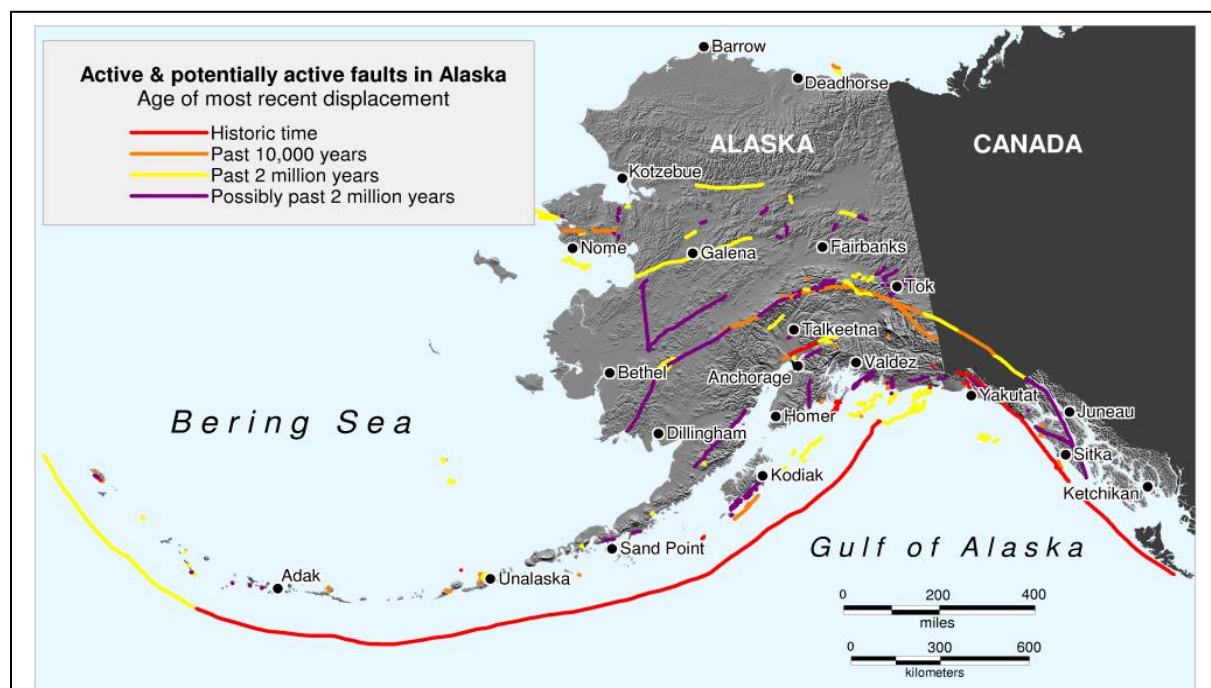 Active & potentially active faults in Alaska
Age of most recent displacement
Historic time
Past 10,000 years
Past 2 million years
Possibly past 2 million years
Barrow
Deadhorse
ALASKA
CANADA
Kotzebue
Nome
Galena
Fairbanks
Tok
Talkeetna
Bethel
Anchorage
Valdez
Yakutat
Juneau
Bering Sea
Homer
Dillingham
Sitka
Kodiak
Ketchikan
Sand Point
Gulf of Alaska
Adak
Unalaska
0 200 400
miles
0 300 600
kilometers